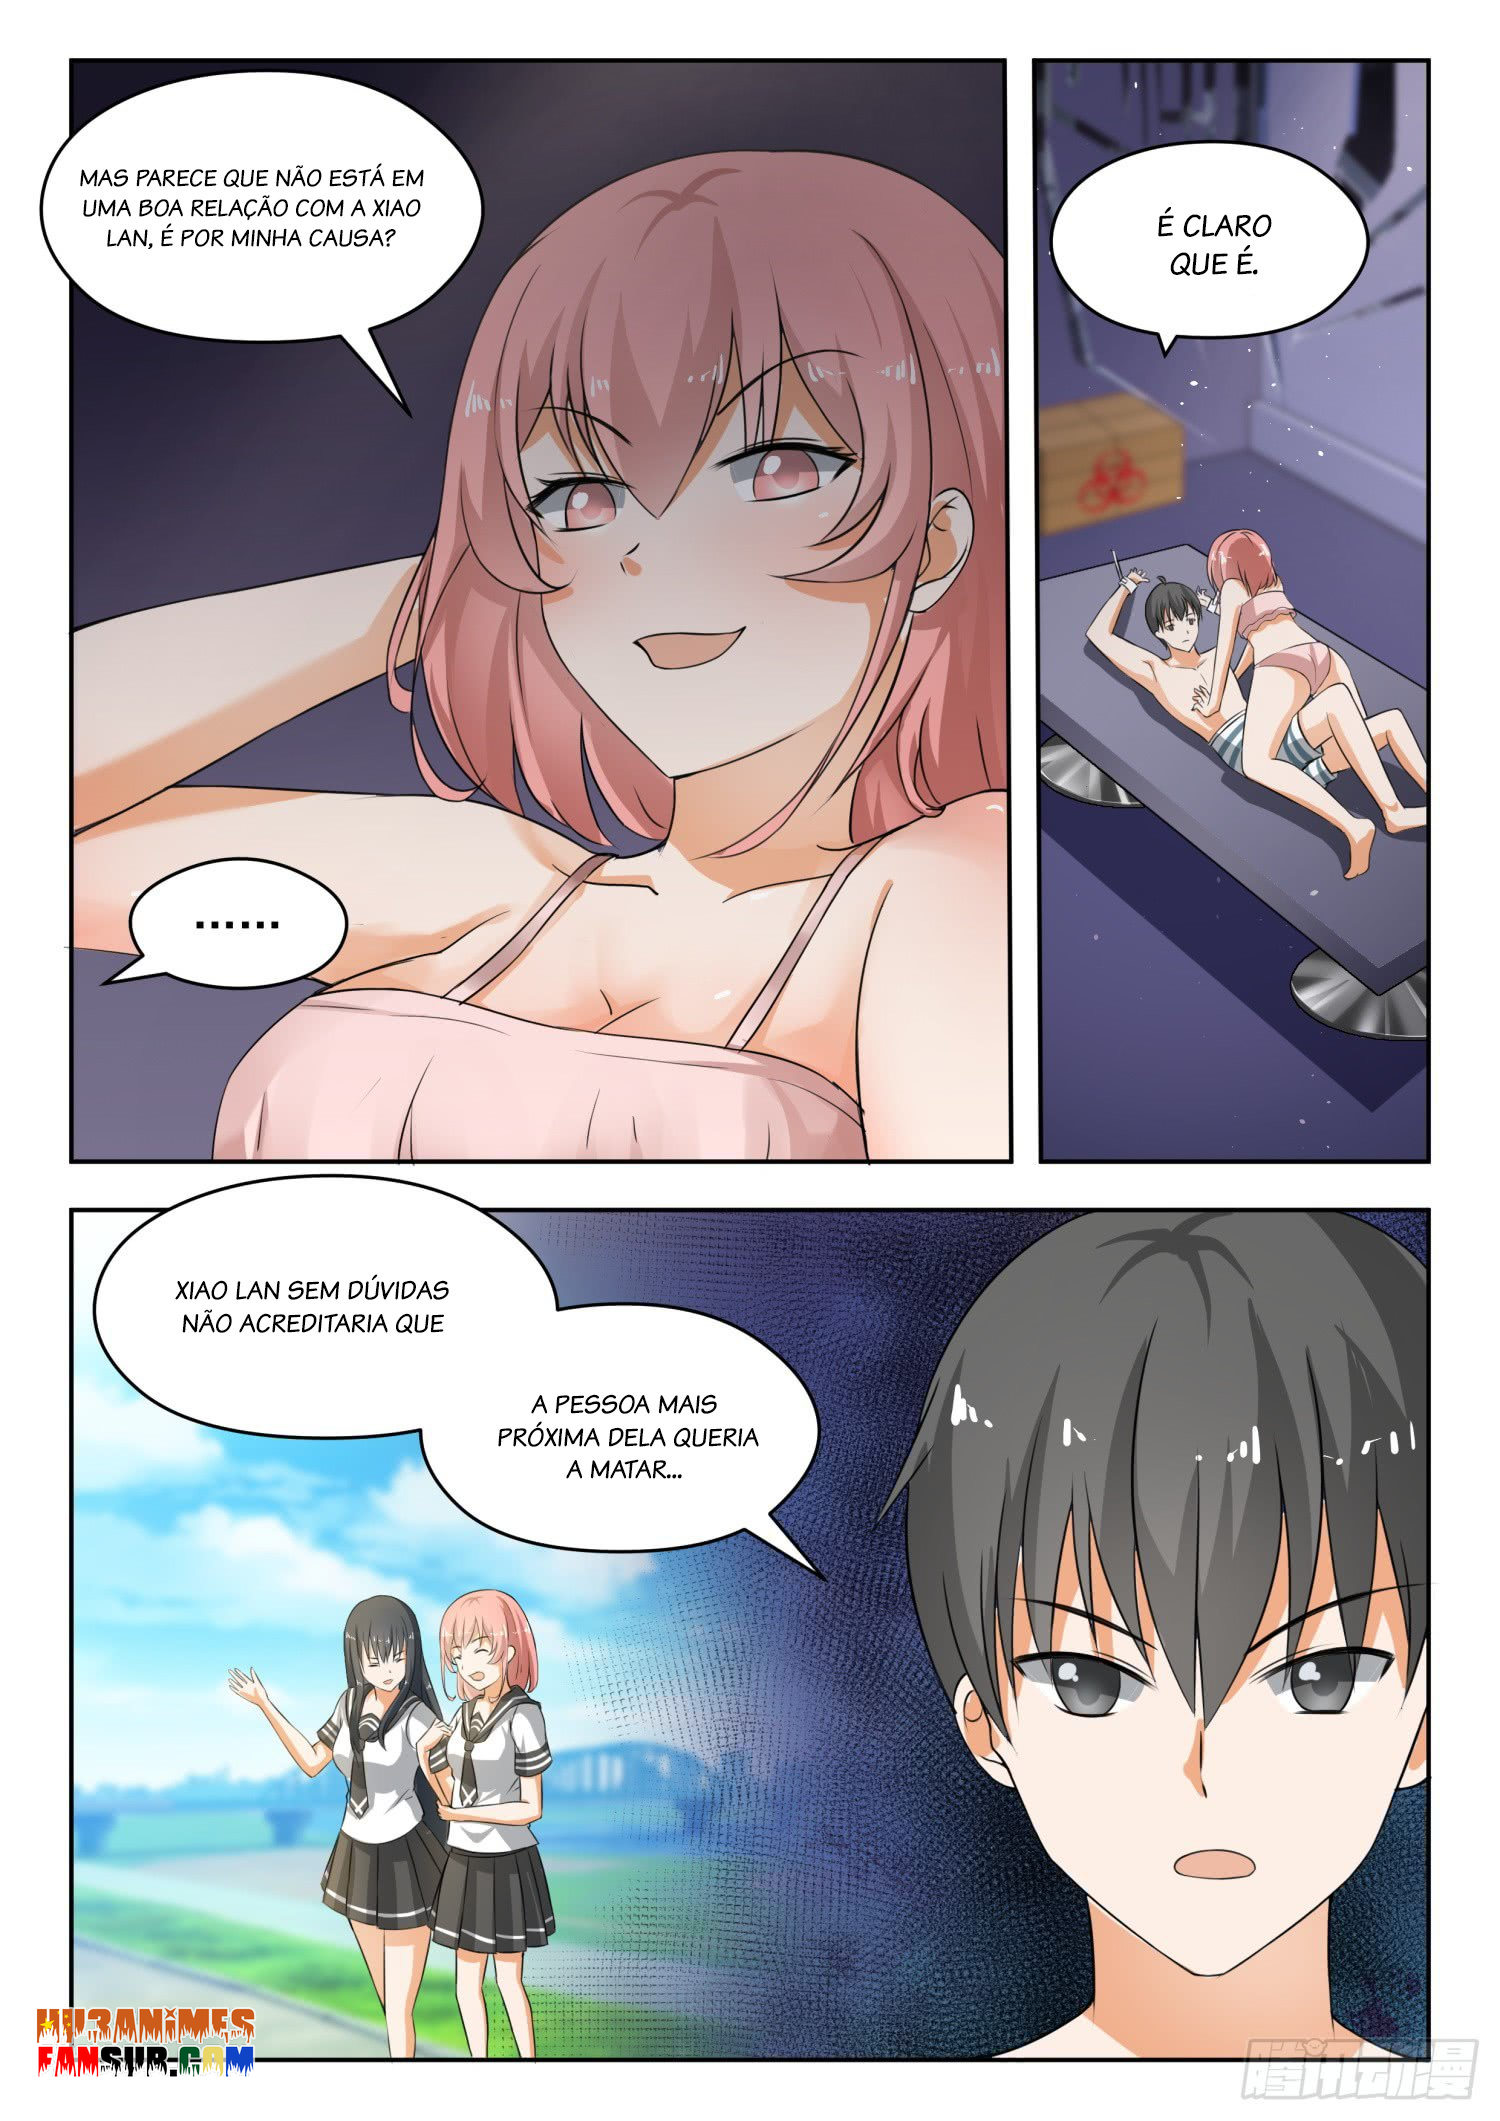 MAS PARECE QUE NÃO ESTÁ EM
UMA BOA RELAÇÃO COM A XIAO
LAN, É POR MINHA CAUSA?
......
É CLARO
QUE É.
XIAO LAN SEM DÚVIDAS
NÃO ACREDITARIA QUE
A PESSOA MAIS
PRÓXIMA DELA QUERIA
A MATAR...
HU3ANIMES
FANSUB.COM
腾讯动漫